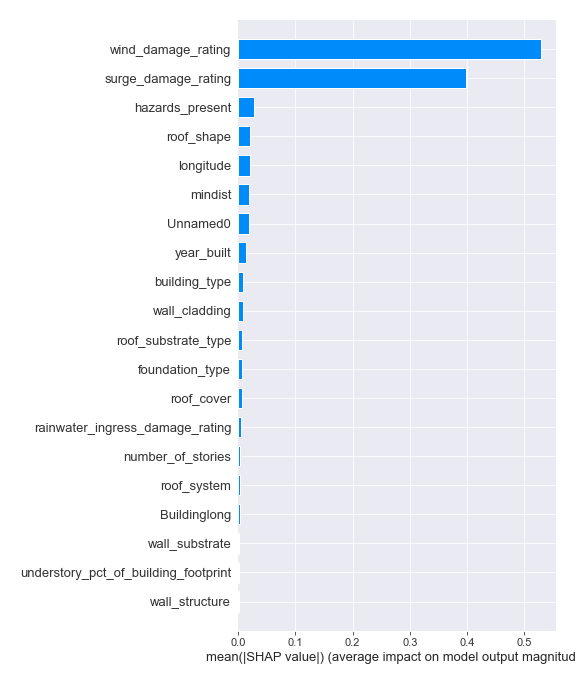 wind_damage_rating
surge_damage_rating
hazards_present
roof_shape
longitude
mindist
Unnamed0
year_built
building_type
wall_cladding
roof_substrate_type
foundation_type
roof_cover
rainwater_ingress_damage_rating
number_of_stories
roof_system
Buildinglong
wall_substrate
understory_pct_of_building_footprint
wall_structure
0.0 0.1 0.2 0.3 0.4 0.5
mean(|SHAP value|) (average impact on model output magnitud